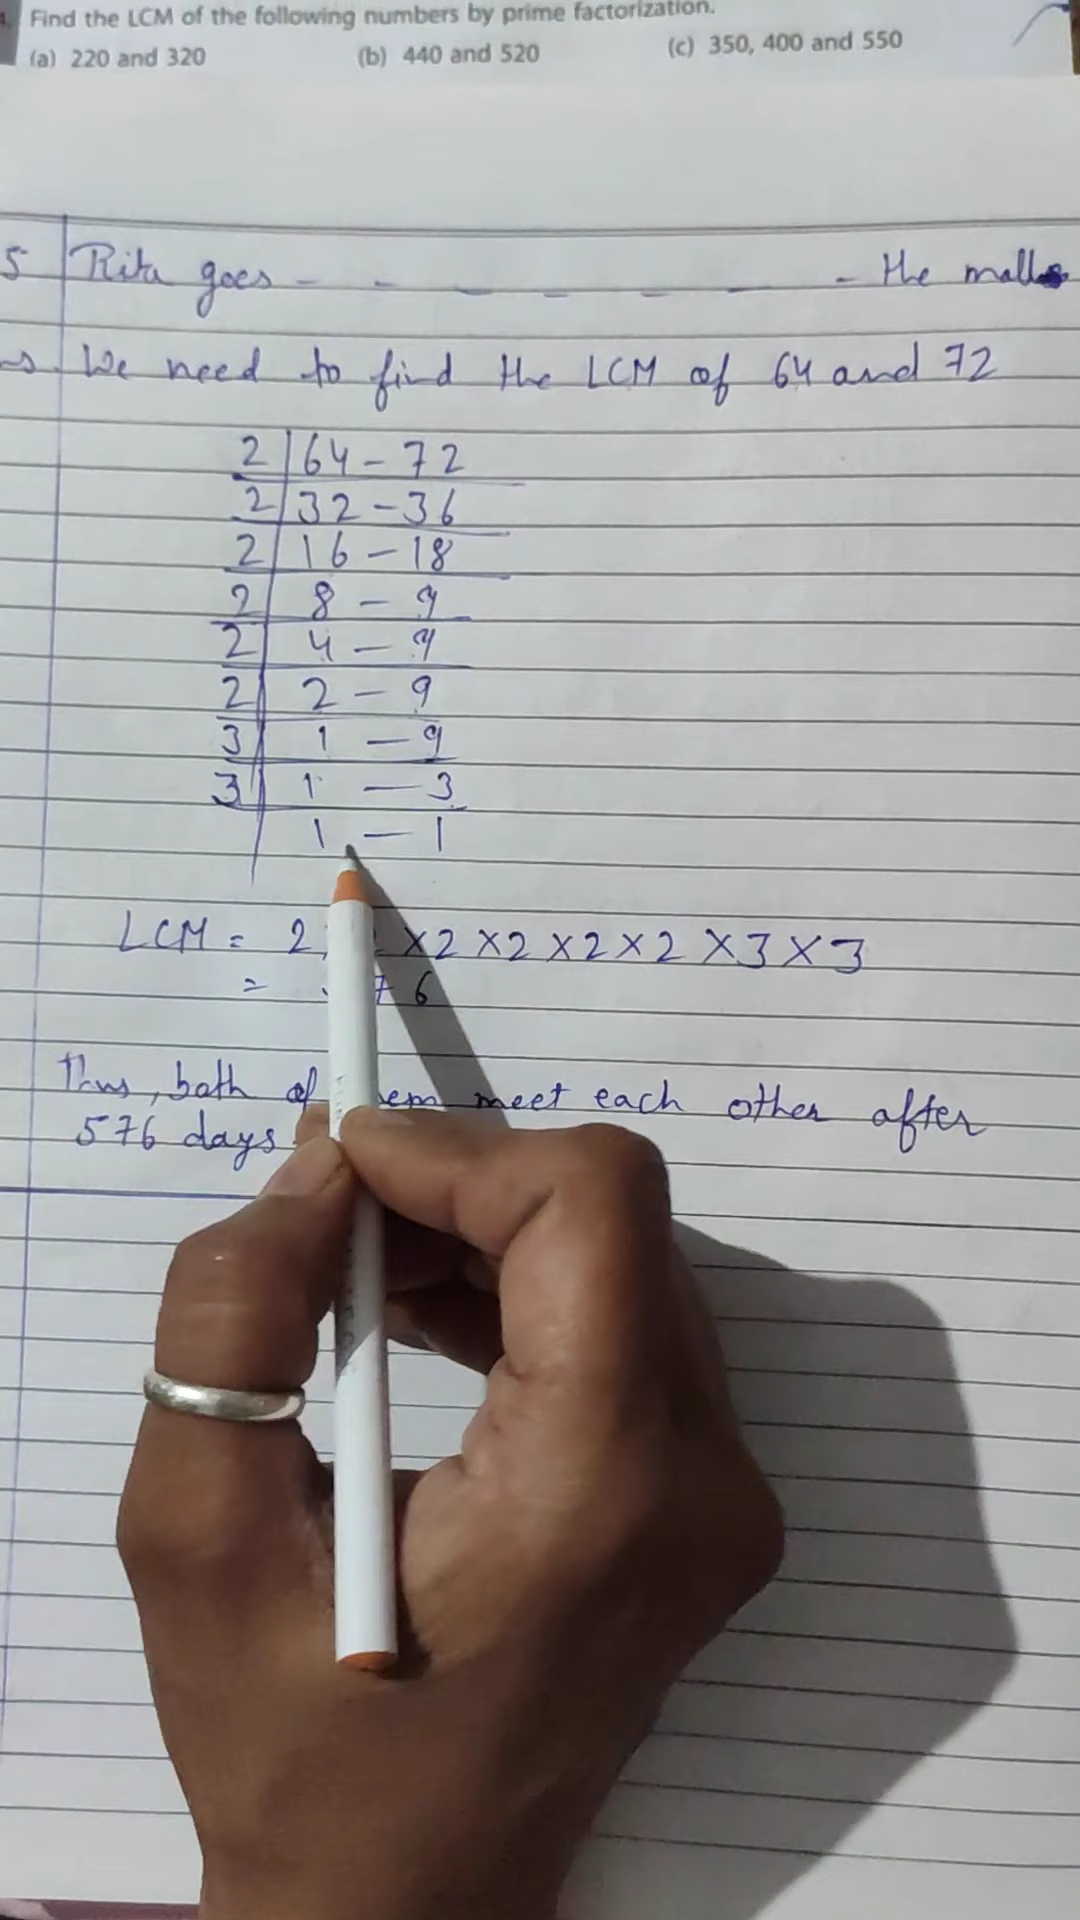 Find the LCM of the following numbers by prime factorization.
(a) 220 and 320 (b) 440 and 520 (c) 350, 400 and 550
5 Rita goes - - - - - - - the malls
We need to find the LCM of 64 and 72
2 | 64 - 72
2 | 32 - 36
2 | 16 - 18
2 | 8 - 9
2 | 4 - 9
2 | 2 - 9
3 | 1 - 9
3 | 1 - 3
1 - 1
LCM = 2 × 2 × 2 × 2 × 2 × 3 × 3
= 76
Thus, both of meet each other after
576 days